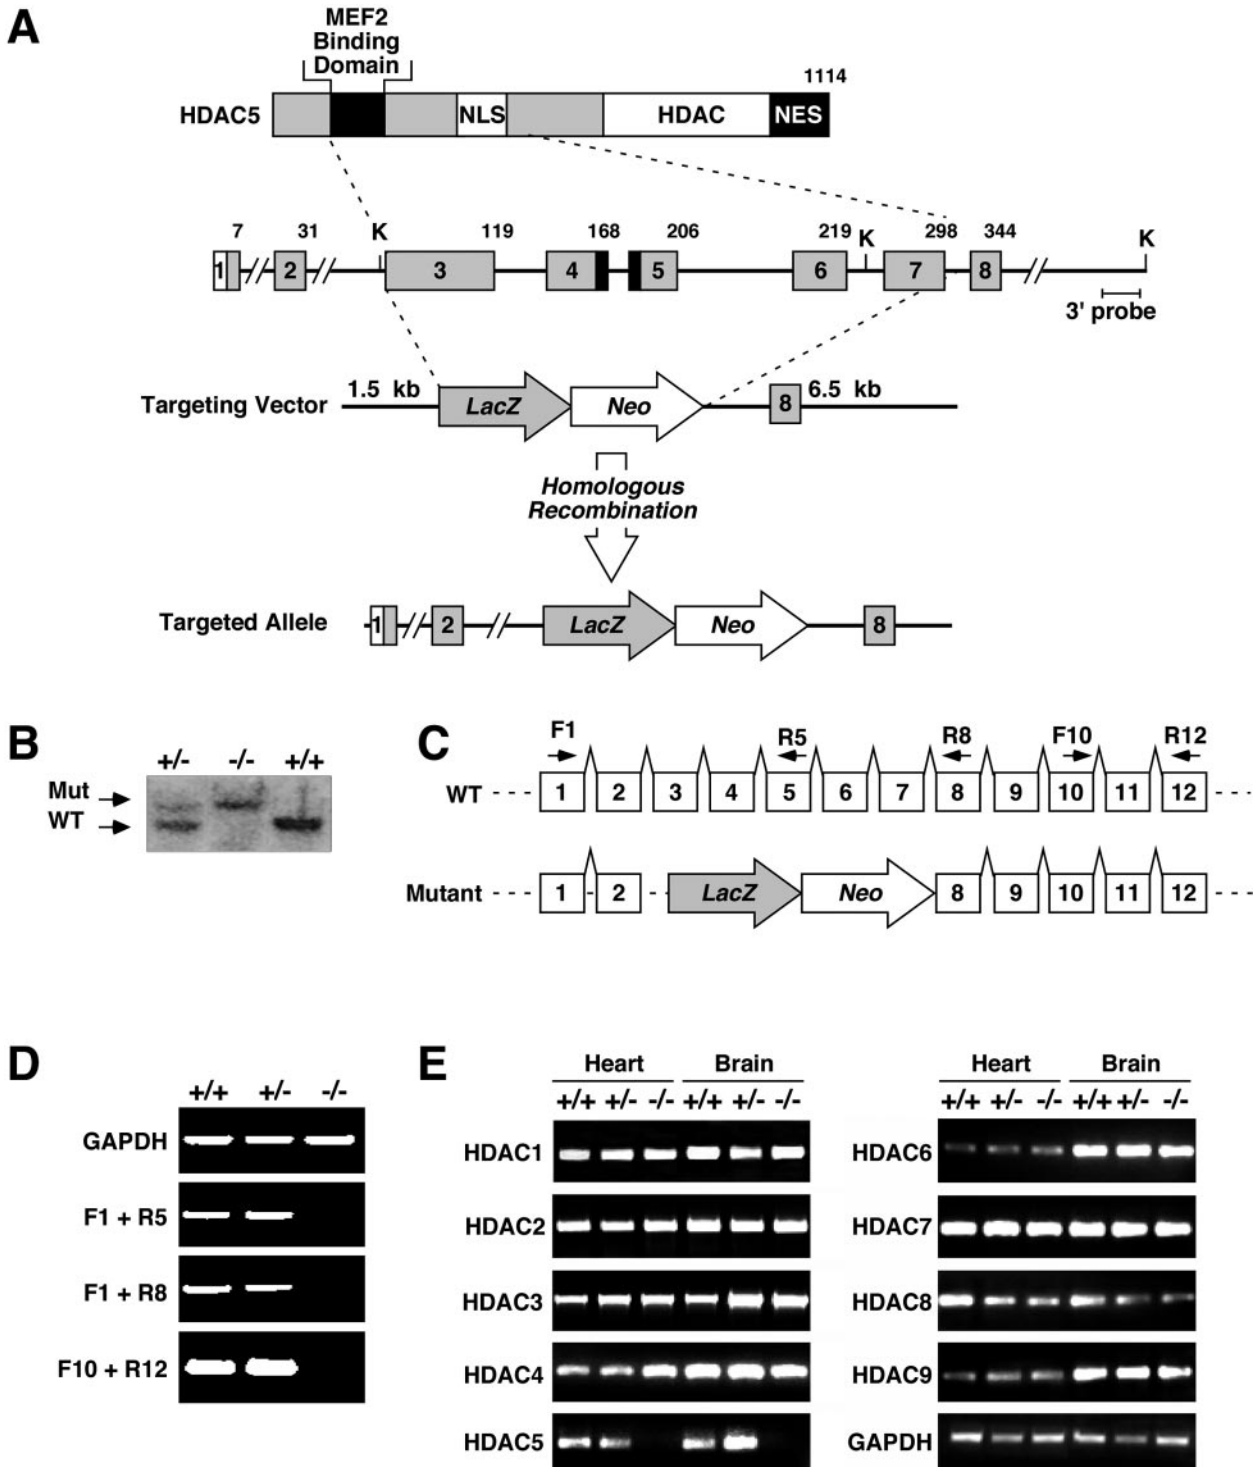 A
MEF2
Binding
Domain
1114
HDAC5
NLS
HDAC
NES
7
31
K
119
168
206
219
K
298
344
K
1
2
3
4
5
6
7
8
3' probe
1.5 kb
6.5 kb
Targeting Vector
LacZ
Neo
8
Homologous
Recombination
Targeted Allele
1
2
LacZ
Neo
8
B
+/- -/- +/+
Mut
WT
C
F1
R5
R8
F10
R12
WT
1 2 3 4 5 6 7 8 9 10 11 12
Mutant
1 2 LacZ Neo 8 9 10 11 12
D
+/+ +/- -/-
GAPDH
F1 + R5
F1 + R8
F10 + R12
E
Heart Brain
+/+ +/- -/- +/+ +/- -/-
HDAC1
HDAC2
HDAC3
HDAC4
HDAC5
Heart Brain
+/+ +/- -/- +/+ +/- -/-
HDAC6
HDAC7
HDAC8
HDAC9
GAPDH